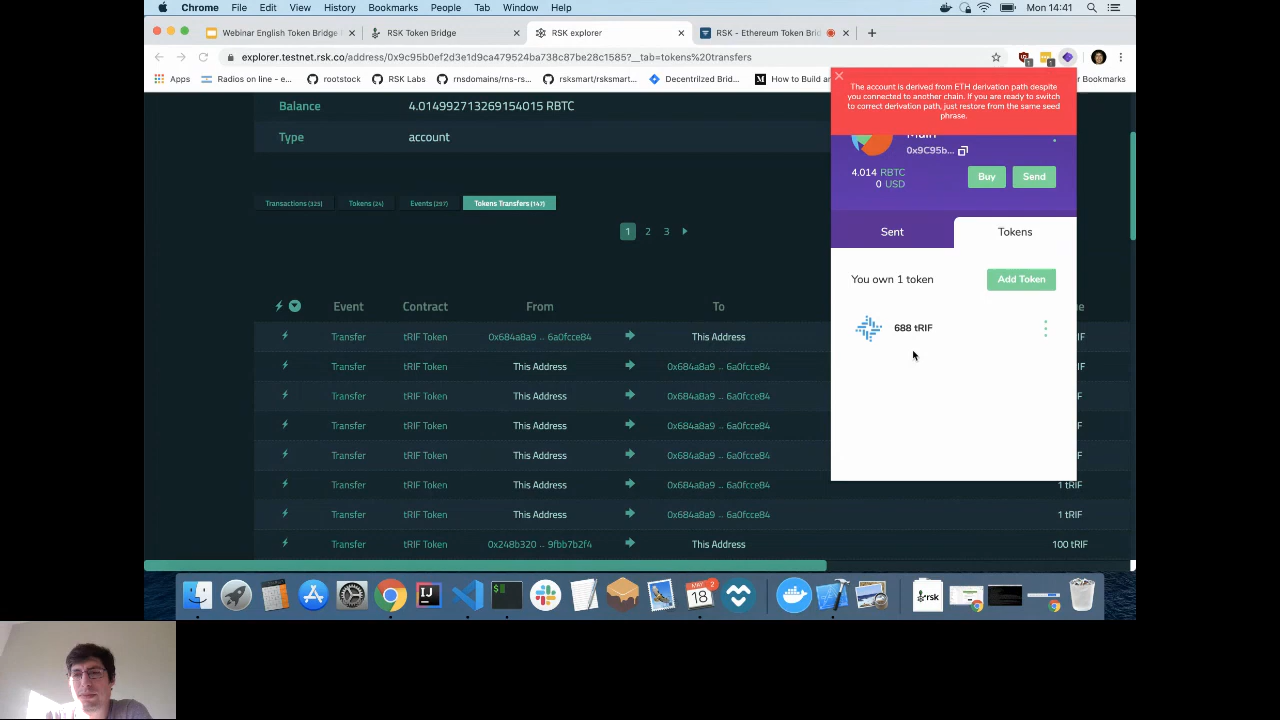 Chrome File Edit View History Bookmarks People Tab Window Help Mon 14:41
Webinar English Token Bridge RSK Token Bridge RSK explorer RSK - Ethereum Token Brid
explorer.testnet.rsk.co/address/0x9c95b0ef2d3e1d9ca479524ba738c87be28c1585?__tab=tokens%20transfers
Apps Radios on line - e... rootstock RSK Labs rnsdomains/rns-rs... rsksmart/rsksmart... Decentrilzed Bridg... How to Build an Bookmarks
The account is derived from ETH derivation path despite
you connected to another chain. If you are ready to switch
to correct derivation path, just restore from the same seed
phrase.
Balance 4.014992713269154015 RBTC
Type account
Main
0x9C95b...
4.014 RBTC
0 USD
Buy Send
Transactions (325) Tokens (24) Events (297) Tokens Transfers (147)
1 2 3
Sent Tokens
You own 1 token Add Token
688 tRIF
Event Contract From To
Transfer tRIF Token 0x684a8a9 .. 6a0fcce84 This Address
Transfer tRIF Token This Address 0x684a8a9 .. 6a0fcce84
Transfer tRIF Token This Address 0x684a8a9 .. 6a0fcce84
Transfer tRIF Token This Address 0x684a8a9 .. 6a0fcce84
Transfer tRIF Token This Address 0x684a8a9 .. 6a0fcce84
Transfer tRIF Token This Address 0x684a8a9 .. 6a0fcce84 1 tRIF
Transfer tRIF Token This Address 0x684a8a9 .. 6a0fcce84 1 tRIF
Transfer tRIF Token 0x248b320 .. 9fbb7b2f4 This Address 100 tRIF
MAY
18
2
rsk